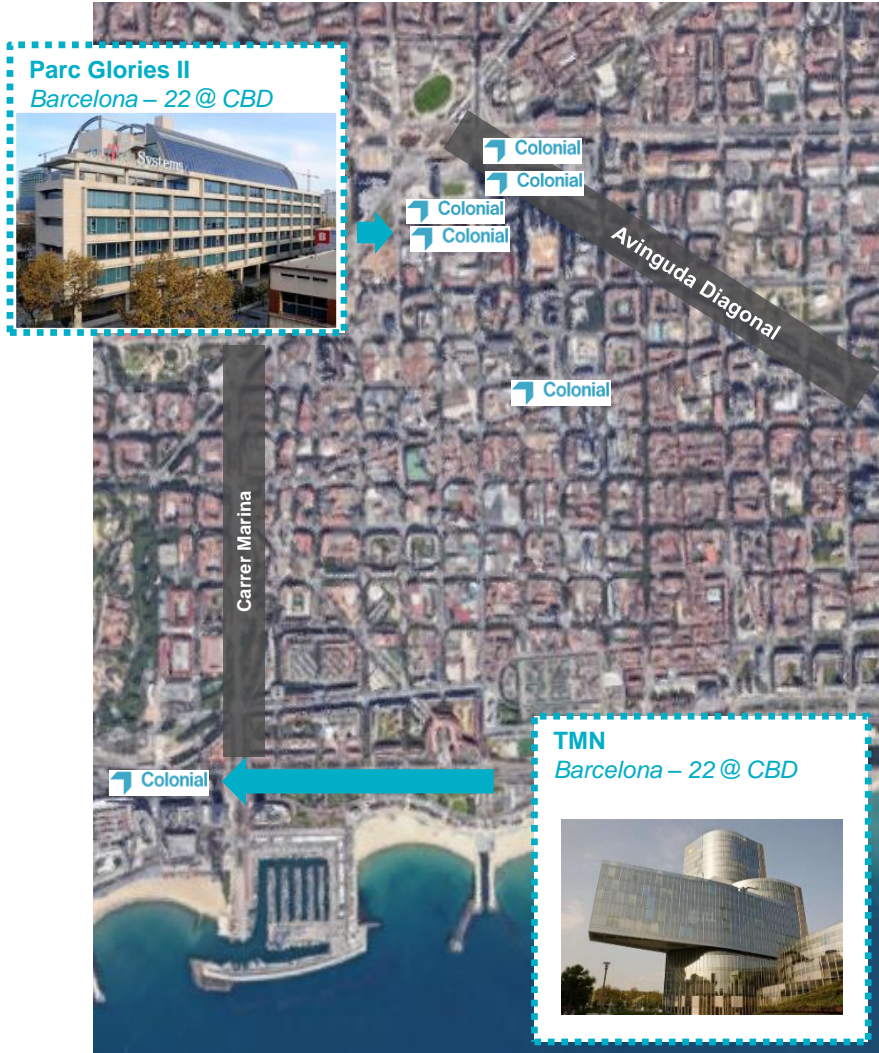 Parc Glories II
Barcelona – 22@ CBD
Systems
Colonial
Colonial
Colonial
Colonial
Avinguda Diagonal
Colonial
Carrer Marina
TMN
Barcelona – 22@ CBD
Colonial